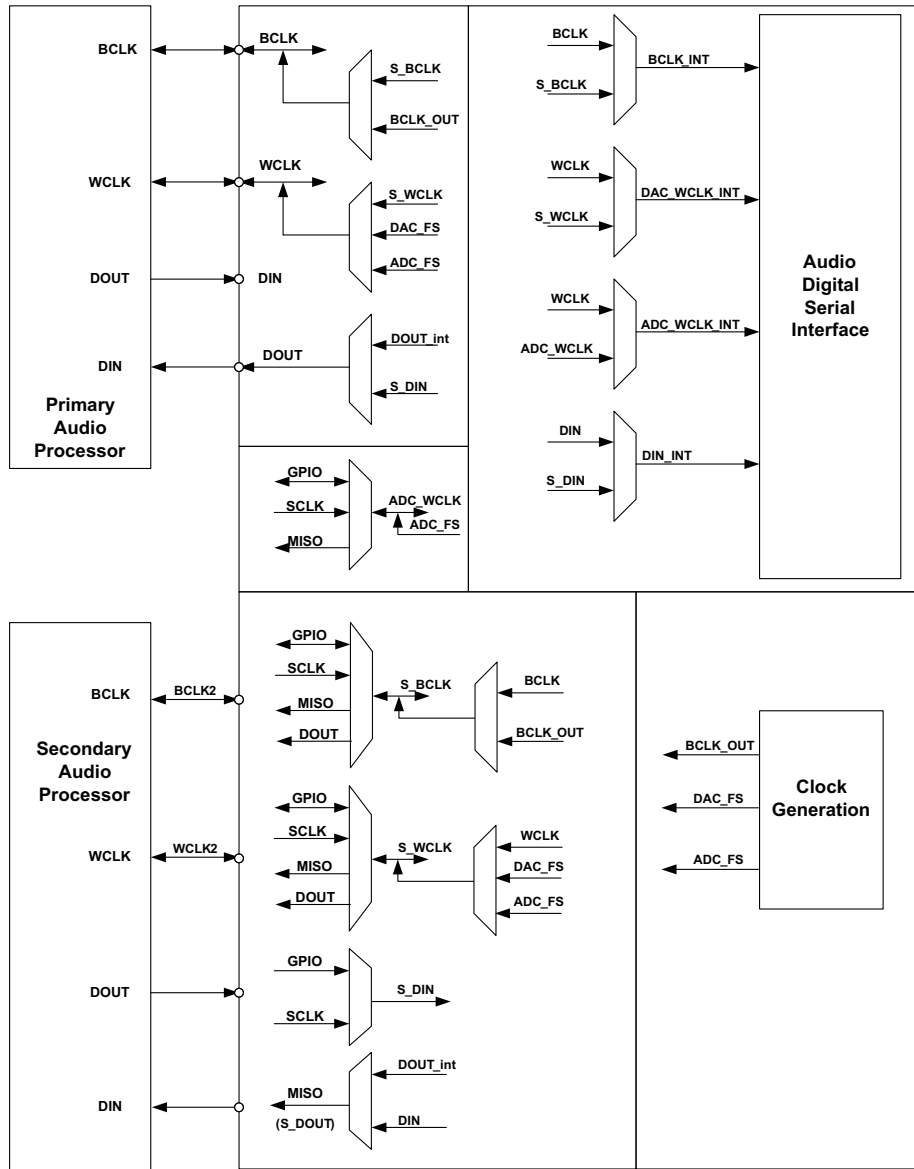 BCLK
WCLK
DOUT
DIN
Primary
Audio
Processor
BCLK
S_BCLK
BCLK_OUT
WCLK
S_WCLK
DAC_FS
ADC_FS
DIN
DOUT
DOUT_int
S_DIN
GPIO
SCLK
MISO
ADC_WCLK
ADC_FS
BCLK
S_BCLK
BCLK_INT
WCLK
S_WCLK
DAC_WCLK_INT
WCLK
ADC_WCLK
ADC_WCLK_INT
DIN
S_DIN
DIN_INT
Audio
Digital
Serial
Interface
BCLK
BCLK2
Secondary
Audio
Processor
WCLK
WCLK2
DOUT
DIN
GPIO
SCLK
MISO
DOUT
S_BCLK
BCLK
BCLK_OUT
GPIO
SCLK
MISO
DOUT
S_WCLK
WCLK
DAC_FS
ADC_FS
GPIO
SCLK
S_DIN
MISO
(S_DOUT)
DOUT_int
DIN
BCLK_OUT
DAC_FS
ADC_FS
Clock
Generation